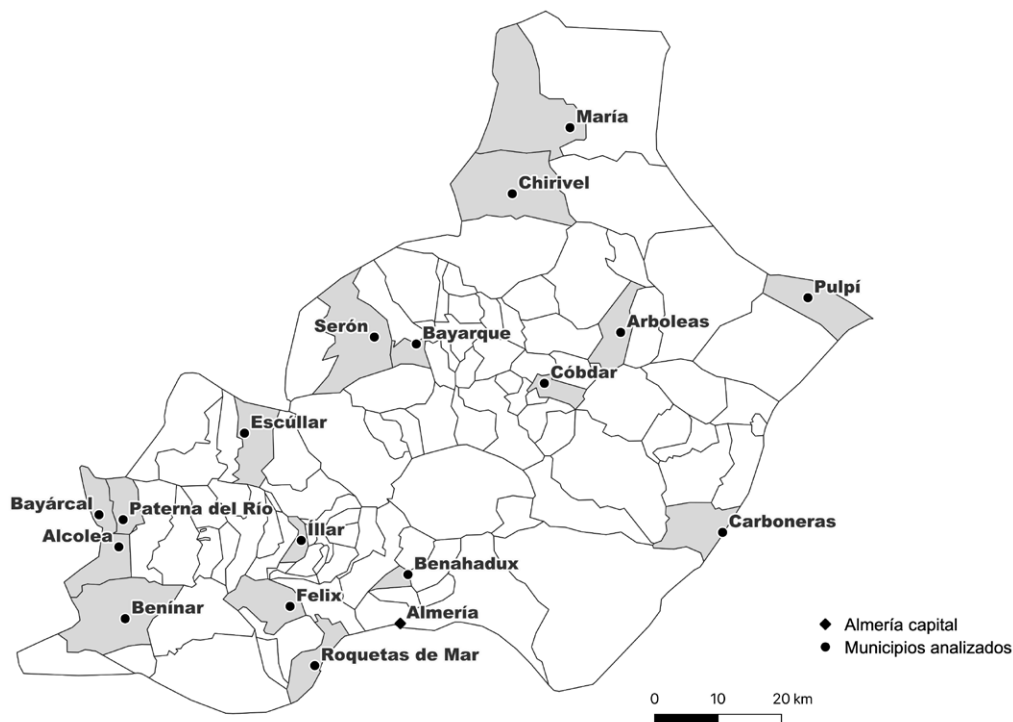 María
Chirivel
Pulpí
Serón
Bayarque
Arboleas
Cóbdar
Escúllar
Bayárcal
Paterna del Río
Alcolea
Íllar
Carboneras
Benahadux
Benínar
Felix
Almería
Roquetas de Mar
Almería capital
Municipios analizados
0 10 20 km